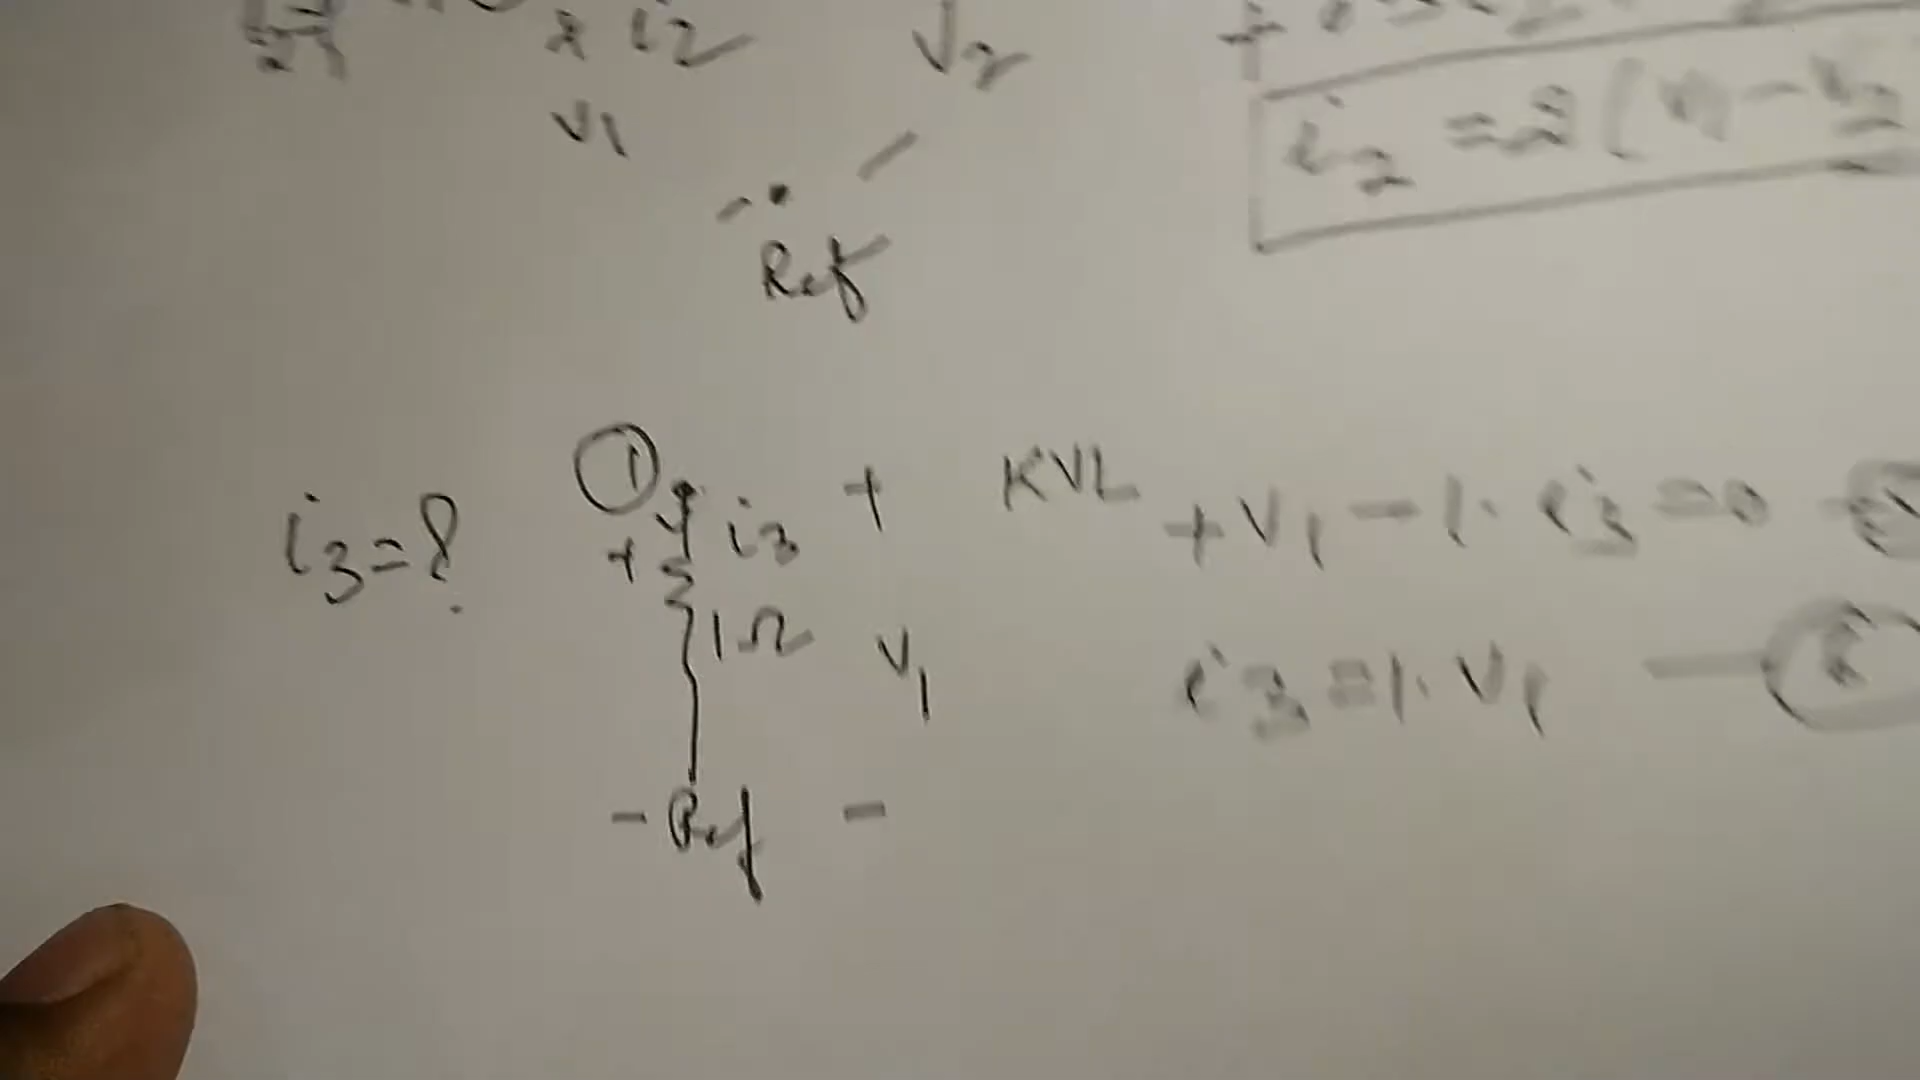 i2 V2
V1
i2 = 2 (V1 - V2
Ref
i3 = ? 1 i3 + KVL +V1 - 1. i3 = 0
+
1Ω V1 i3 = 1. V1
- Ref -